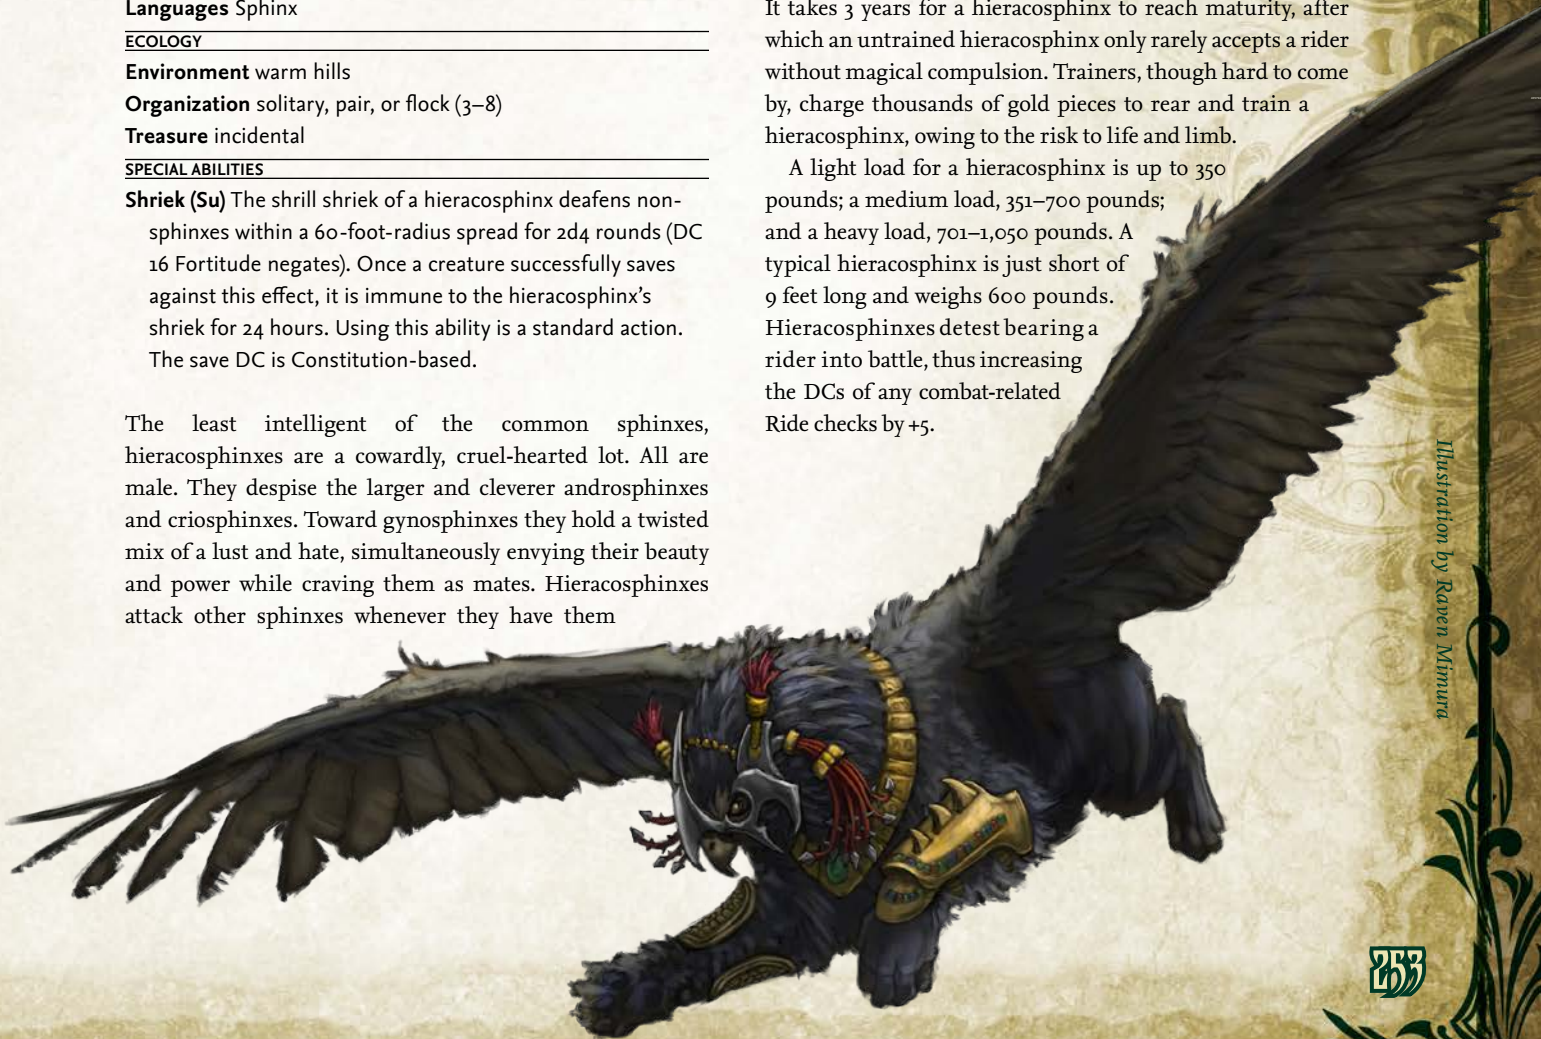 Languages Sphinx
ECOLOGY
Environment warm hills
Organization solitary, pair, or flock (3–8)
Treasure incidental
SPECIAL ABILITIES
Shriek (Su) The shrill shriek of a hieracosphinx deafens non-
sphinxes within a 60-foot-radius spread for 2d4 rounds (DC
16 Fortitude negates). Once a creature successfully saves
against this effect, it is immune to the hieracosphinx’s
shriek for 24 hours. Using this ability is a standard action.
The save DC is Constitution-based.
The least intelligent of the common sphinxes,
hieracosphinxes are a cowardly, cruel-hearted lot. All are
male. They despise the larger and cleverer androsphinxes
and criosphinxes. Toward gynosphinxes they hold a twisted
mix of a lust and hate, simultaneously envying their beauty
and power while craving them as mates. Hieracosphinxes
attack other sphinxes whenever they have them
It takes 3 years for a hieracosphinx to reach maturity, after
which an untrained hieracosphinx only rarely accepts a rider
without magical compulsion. Trainers, though hard to come
by, charge thousands of gold pieces to rear and train a
hieracosphinx, owing to the risk to life and limb.
A light load for a hieracosphinx is up to 350
pounds; a medium load, 351–700 pounds;
and a heavy load, 701–1,050 pounds. A
typical hieracosphinx is just short of
9 feet long and weighs 600 pounds.
Hieracosphinxes detest bearing a
rider into battle, thus increasing
the DCs of any combat-related
Ride checks by +5.
Illustration by Raven Mimura
253